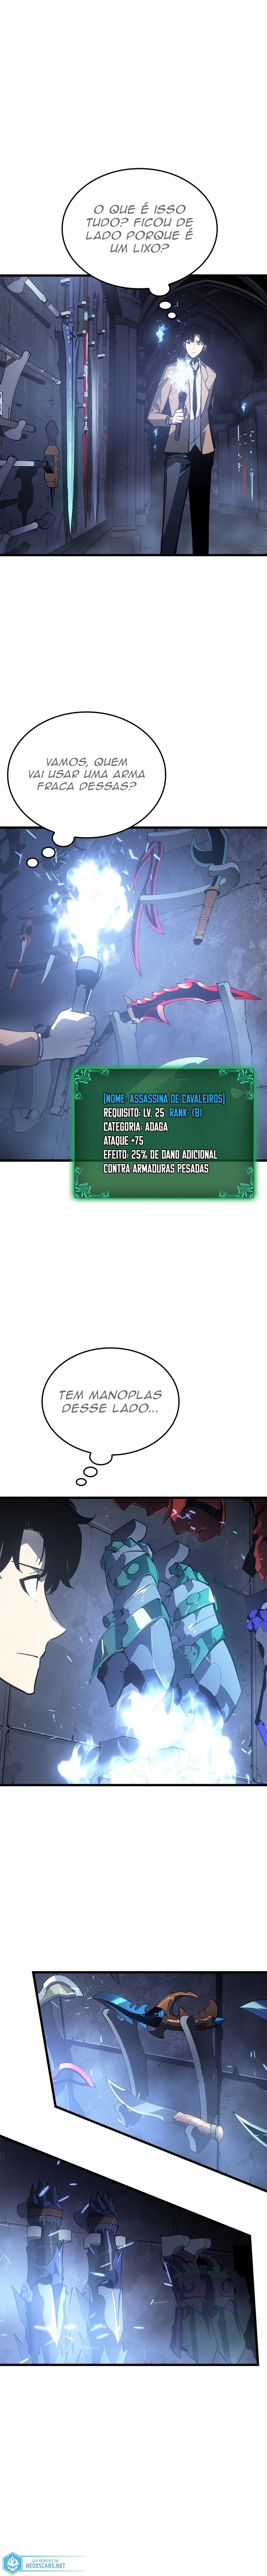 O QUE É ISSO
TUDO? FICOU DE
LADO PORQUE É
UM LIXO?
VAMOS, QUEM
VAI USAR UMA ARMA
FRACA DESSAS?
[NOME: ASSASSINA DE CAVALEIROS]
REQUISITO: LV. 25 RANK: (B)
CATEGORIA: ADAGA
ATAQUE +75
EFEITO: 25% DE DANO ADICIONAL
CONTRA ARMADURAS PESADAS
TEM MANOPLAS
DESSE LADO...
NEOXSCANS.NET